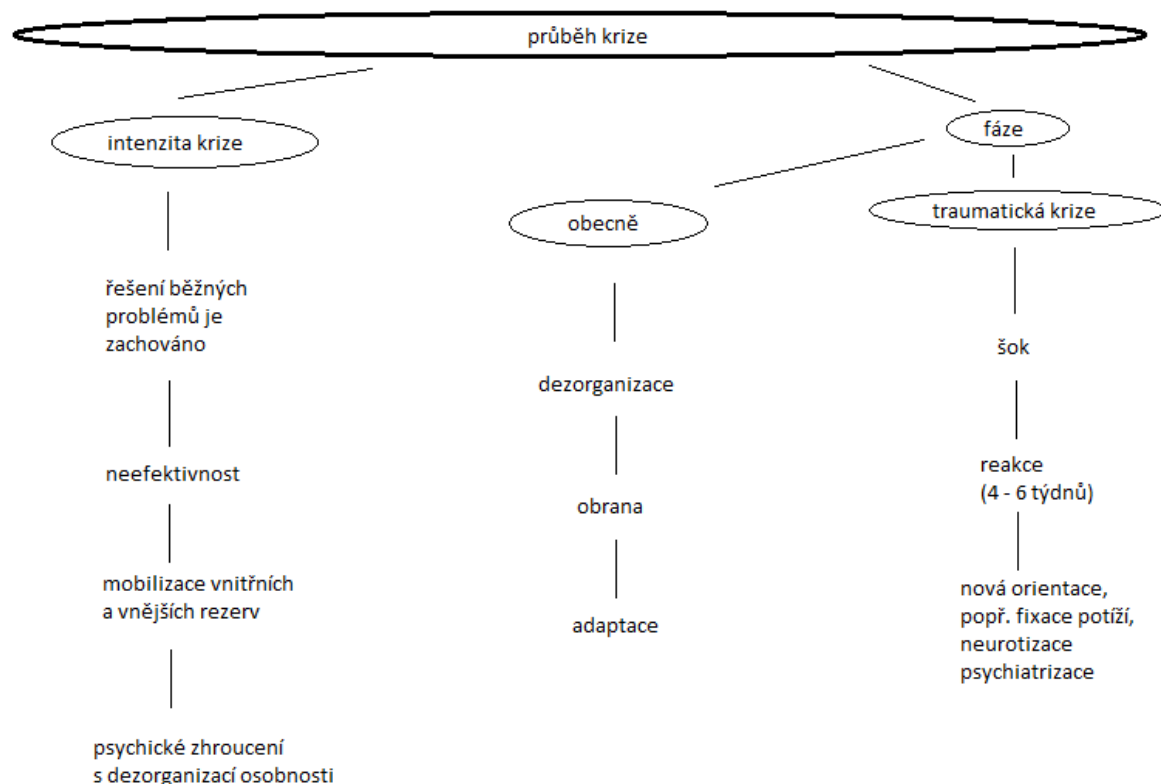 průběh krize
intenzita krize
řešení běžných
problémů je
zachováno
neefektivnost
mobilizace vnitřních
a vnějších rezerv
psychické zhroucení
s dezorganizací osobnosti
fáze
obecně
dezorganizace
obrana
adaptace
traumatická krize
šok
reakce
(4 - 6 týdnů)
nová orientace,
popř. fixace potíží,
neurotizace
psychiatrizace